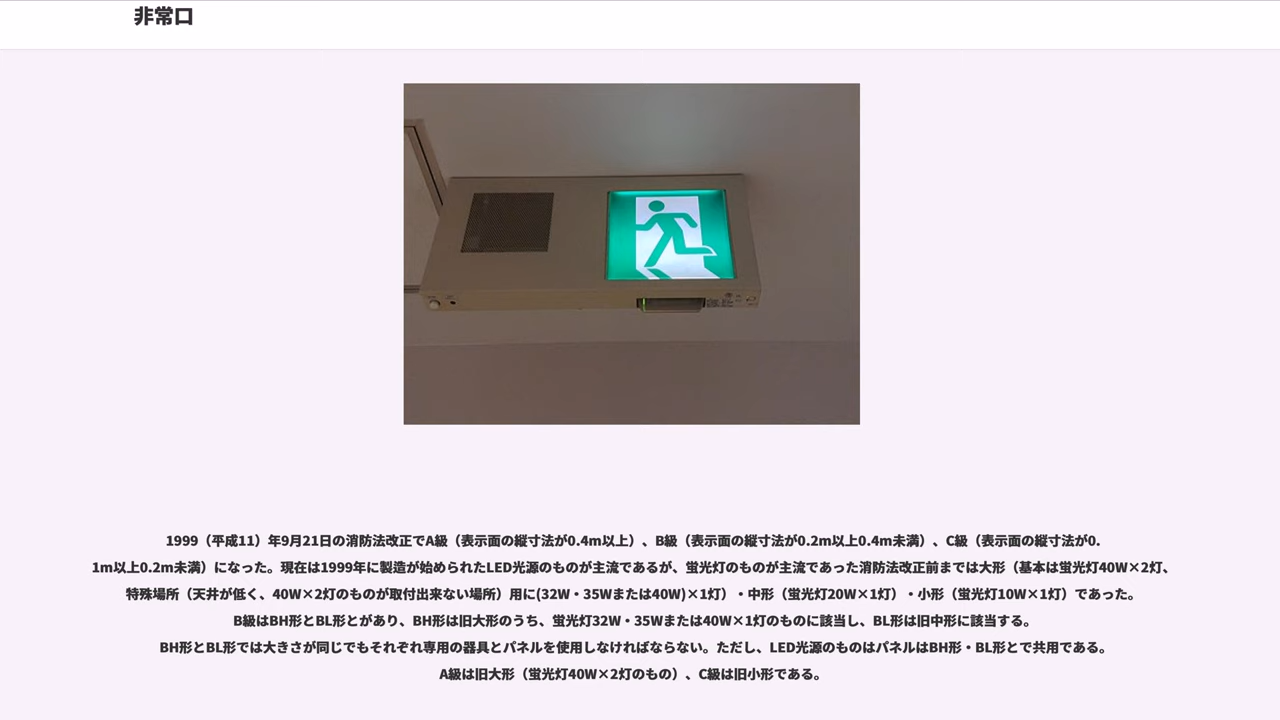 非常口
1999（平成11）年9月21日の消防法改正でA級（表示面の縦寸法が0.4m以上）、B級（表示面の縦寸法が0.2m以上0.4m未満）、C級（表示面の縦寸法が0.
1m以上0.2m未満）になった。現在は1999年に製造が始められたLED光源のものが主流であるが、蛍光灯のものが主流であった消防法改正前までは大形（基本は蛍光灯40W×2灯、
特殊場所（天井が低く、40W×2灯のものが取付出来ない場所）用に(32W・35Wまたは40W)×1灯）・中形（蛍光灯20W×1灯）・小形（蛍光灯10W×1灯）であった。
B級はBH形とBL形とがあり、BH形は旧大形のうち、蛍光灯32W・35Wまたは40W×1灯のものに該当し、BL形は旧中形に該当する。
BH形とBL形では大きさが同じでもそれぞれ専用の器具とパネルを使用しなければならない。ただし、LED光源のものはパネルはBH形・BL形とで共用である。
A級は旧大形（蛍光灯40W×2灯のもの）、C級は旧小形である。